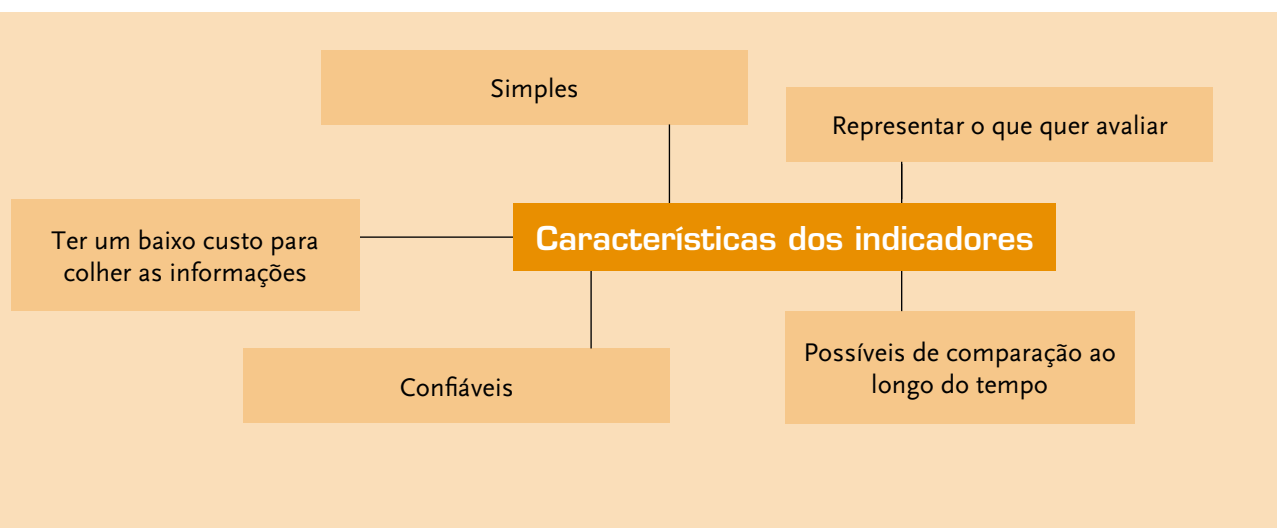 Simples
Representar o que quer avaliar
Ter um baixo custo para
colher as informações
Características dos indicadores
Confiáveis
Possíveis de comparação ao
longo do tempo